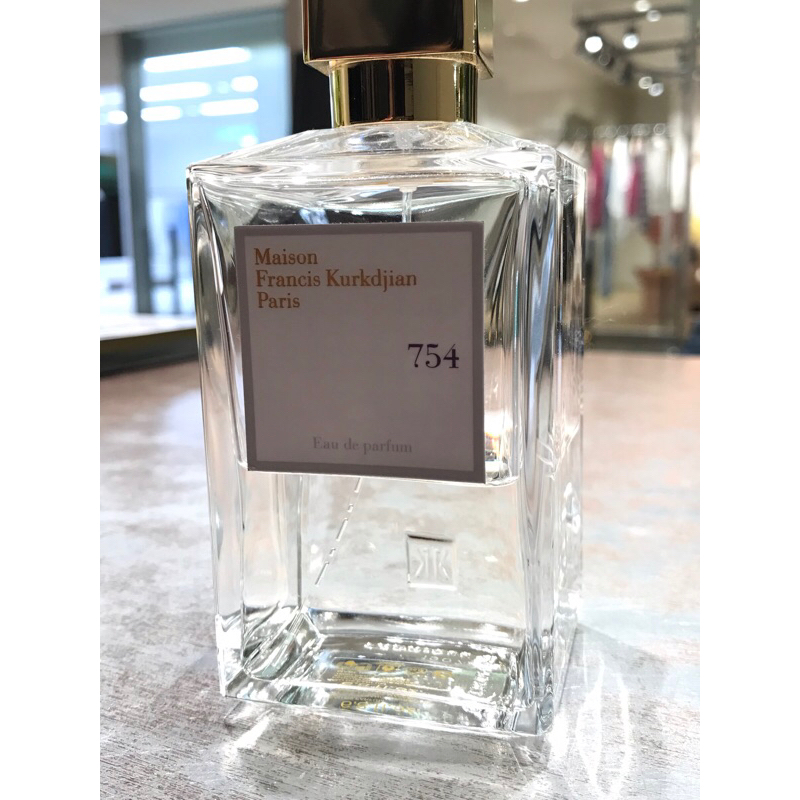 Maison
Francis Kurkdjian
Paris
754
Eau de parfum